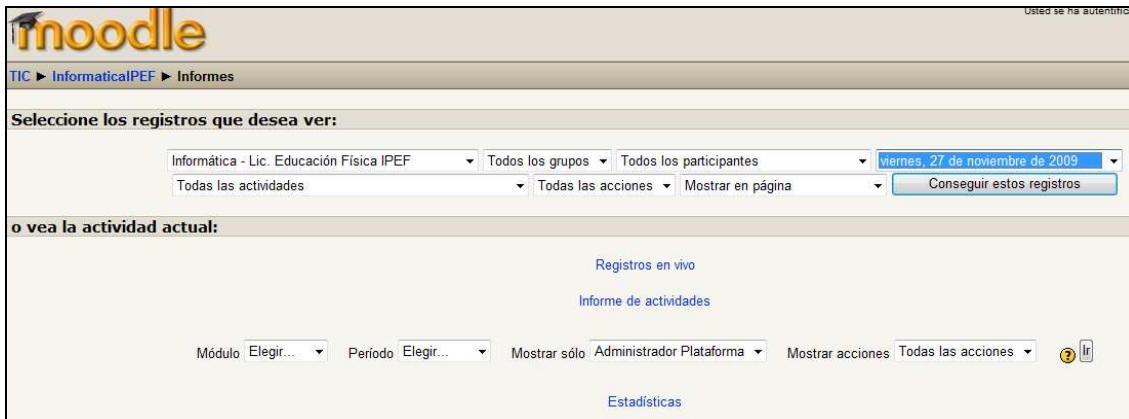 Usted se ha autentific
moodle
TIC ► InformaticaIPEF ► Informes
Seleccione los registros que desea ver:
Informática - Lic. Educación Física IPEF Todos los grupos Todos los participantes viernes, 27 de noviembre de 2009
Todas las actividades Todas las acciones Mostrar en página Conseguir estos registros
o vea la actividad actual:
Registros en vivo
Informe de actividades
Módulo Elegir... Período Elegir... Mostrar sólo Administrador Plataforma Mostrar acciones Todas las acciones ? Ir
Estadísticas